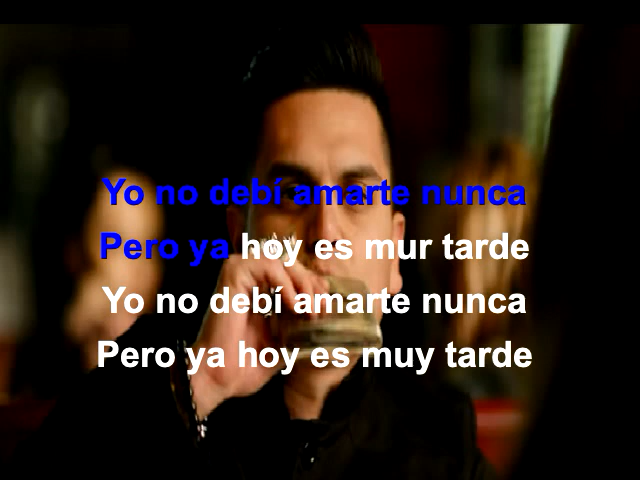 Yo no debí amarte nunca
Pero ya hoy es mur tarde
Yo no debí amarte nunca
Pero ya hoy es muy tarde